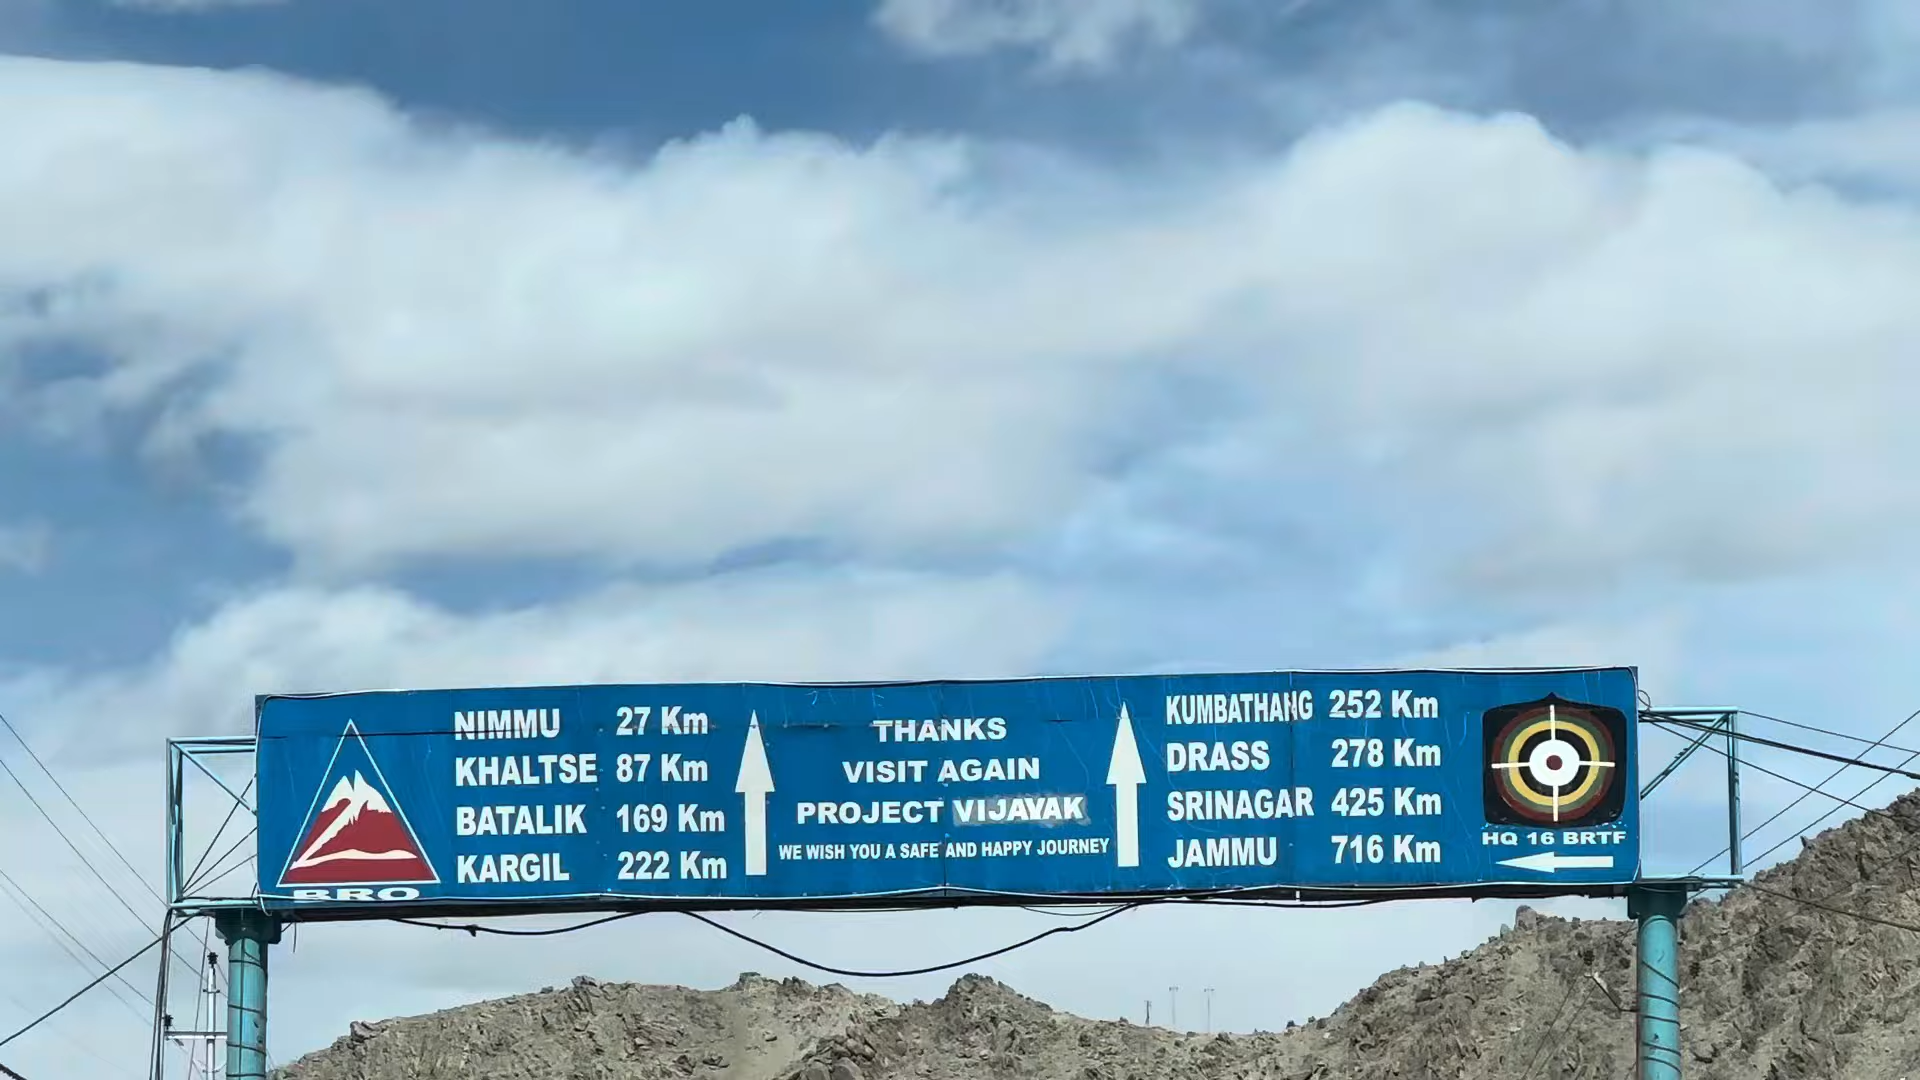 NIMMU 27 Km
KHALTSE 87 Km
BATALIK 169 Km
KARGIL 222 Km
BRO
THANKS
VISIT AGAIN
PROJECT VIJAYAK
WE WISH YOU A SAFE AND HAPPY JOURNEY
KUMBATHANG 252 Km
DRASS 278 Km
SRINAGAR 425 Km
JAMMU 716 Km
HQ 16 BRTF